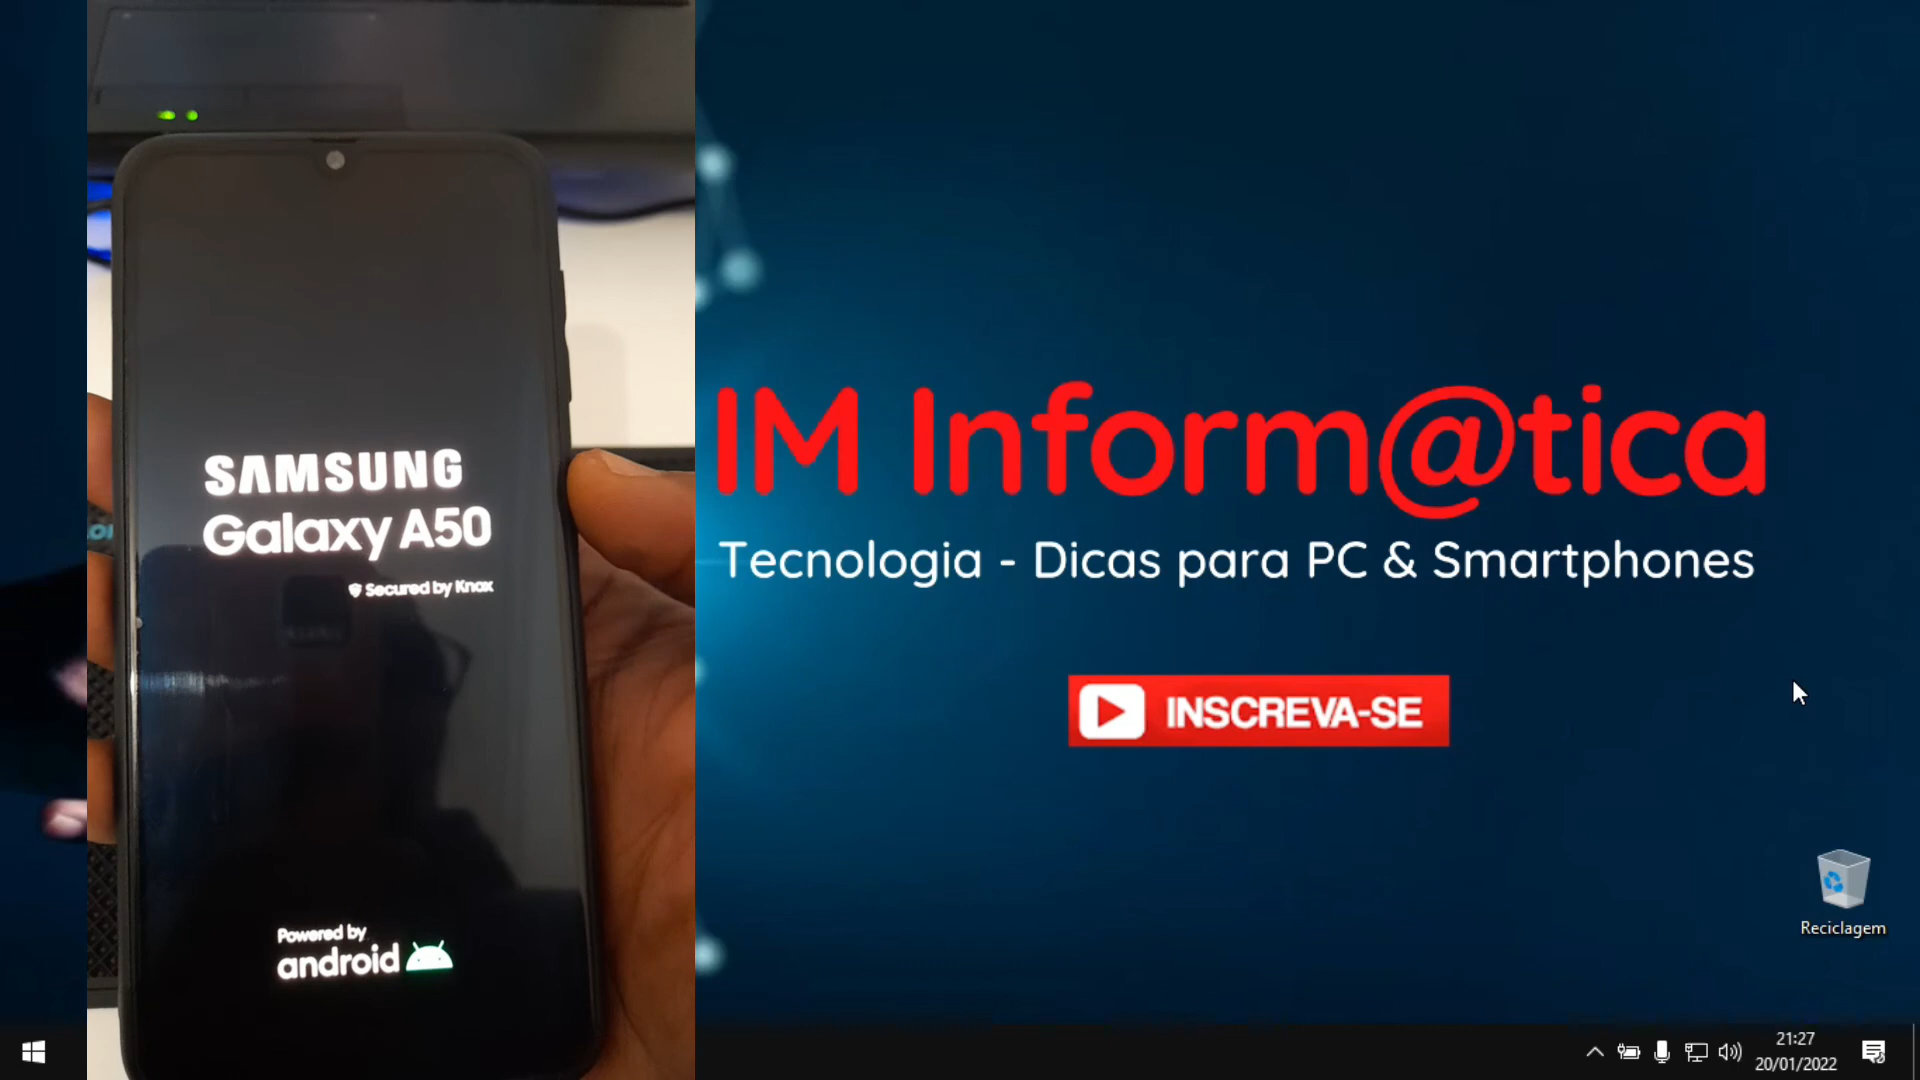 SAMSUNG
Galaxy A50
Secured by Knox
Powered by
android
IM Inform@tica
Tecnologia - Dicas para PC & Smartphones
INSCREVA-SE
Reciclagem
21:27
20/01/2022